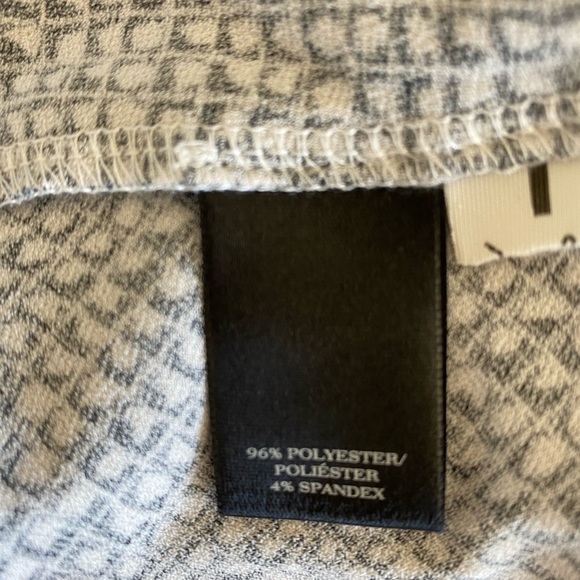 96% POLYESTER/
POLIÉSTER
4% SPANDEX